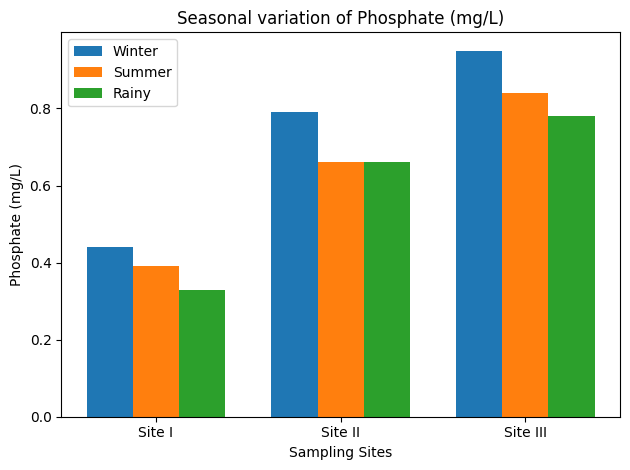 Seasonal variation of Phosphate (mg/L)
Winter
Summer
Rainy
Phosphate (mg/L)
0.8
0.6
0.4
0.2
0.0
Site I
Site II
Site III
Sampling Sites